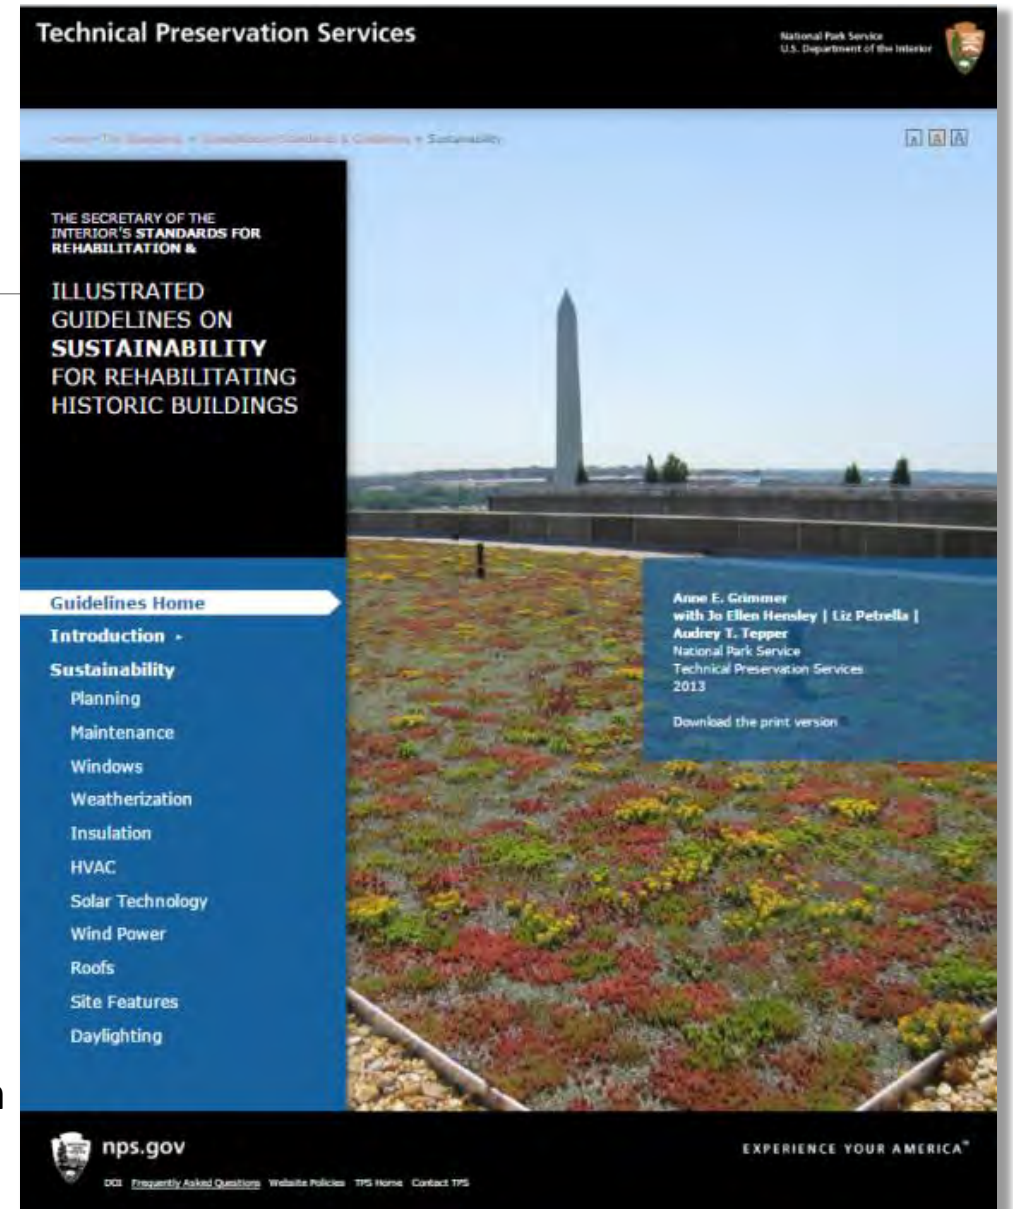 Technical Preservation Services
National Park Service
U.S. Department of the Interior
Sustainability
A A A
THE SECRETARY OF THE
INTERIOR'S STANDARDS FOR
REHABILITATION &
ILLUSTRATED
GUIDELINES ON
SUSTAINABILITY
FOR REHABILITATING
HISTORIC BUILDINGS
Guidelines Home
Introduction
Sustainability
Planning
Maintenance
Windows
Weatherization
Insulation
HVAC
Solar Technology
Wind Power
Roofs
Site Features
Daylighting
Anne E. Grimmer
with Jo Ellen Hensley | Liz Petrella |
Audrey T. Tepper
National Park Service
Technical Preservation Services
2013
Download the print version
nps.gov
EXPERIENCE YOUR AMERICA™
DOI Frequently Asked Questions Website Policies TPS Home Contact TPS